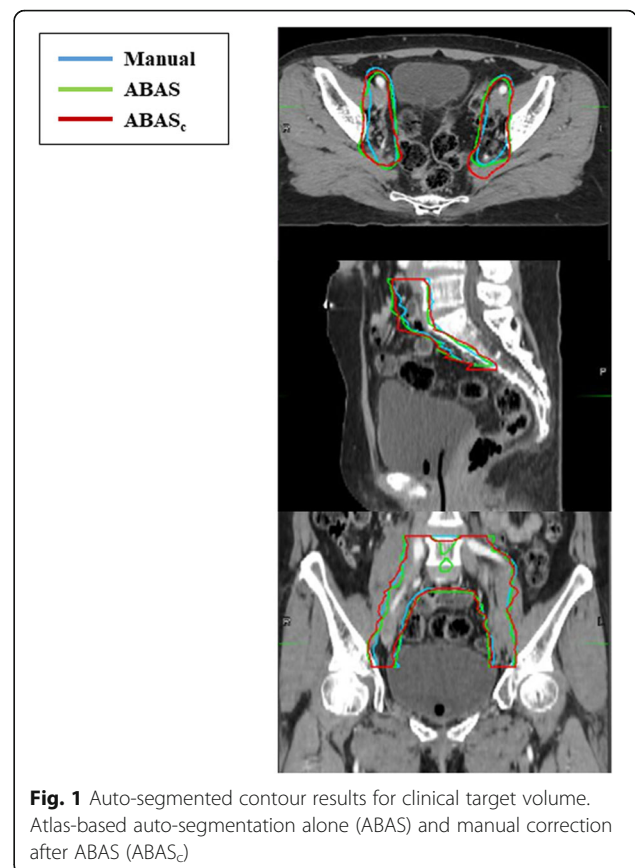 Manual
ABAS
ABASc
P
Fig. 1 Auto-segmented contour results for clinical target volume.
Atlas-based auto-segmentation alone (ABAS) and manual correction
after ABAS (ABASc)